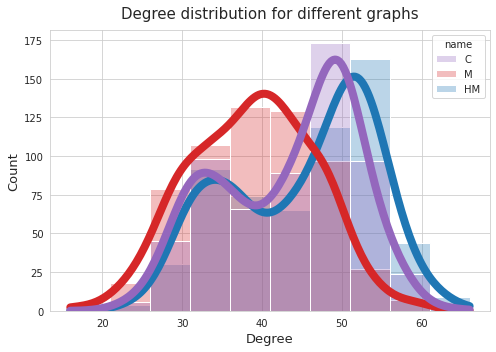 Degree distribution for different graphs
175
150
125
100
75
50
25
0
Count
name
C
M
HM
20 30 40 50 60
Degree